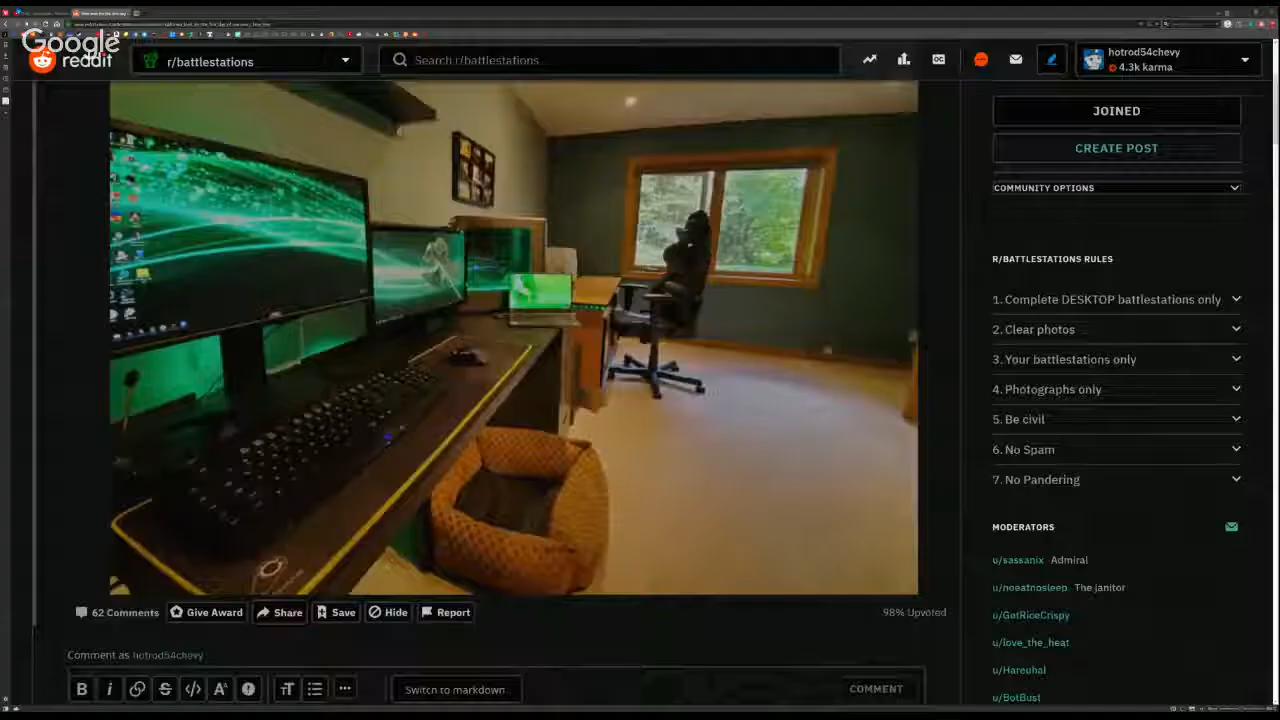 Google
reddit
r/battlestations
Search r/battlestations
hotrod54chevy
4.3k karma
JOINED
CREATE POST
COMMUNITY OPTIONS
R/BATTLESTATIONS RULES
1. Complete DESKTOP battlestations only
2. Clear photos
3. Your battlestations only
4. Photographs only
5. Be civil
6. No Spam
7. No Pandering
MODERATORS
u/sassanix Admiral
u/noeatnosleep The janitor
u/GotRiceCrispy
u/love_the_heat
u/Hareuhal
u/BotBust
62 Comments
Give Award
Share
Save
Hide
Report
98% Upvoted
Comment as hotrod54chevy
Switch to markdown
COMMENT